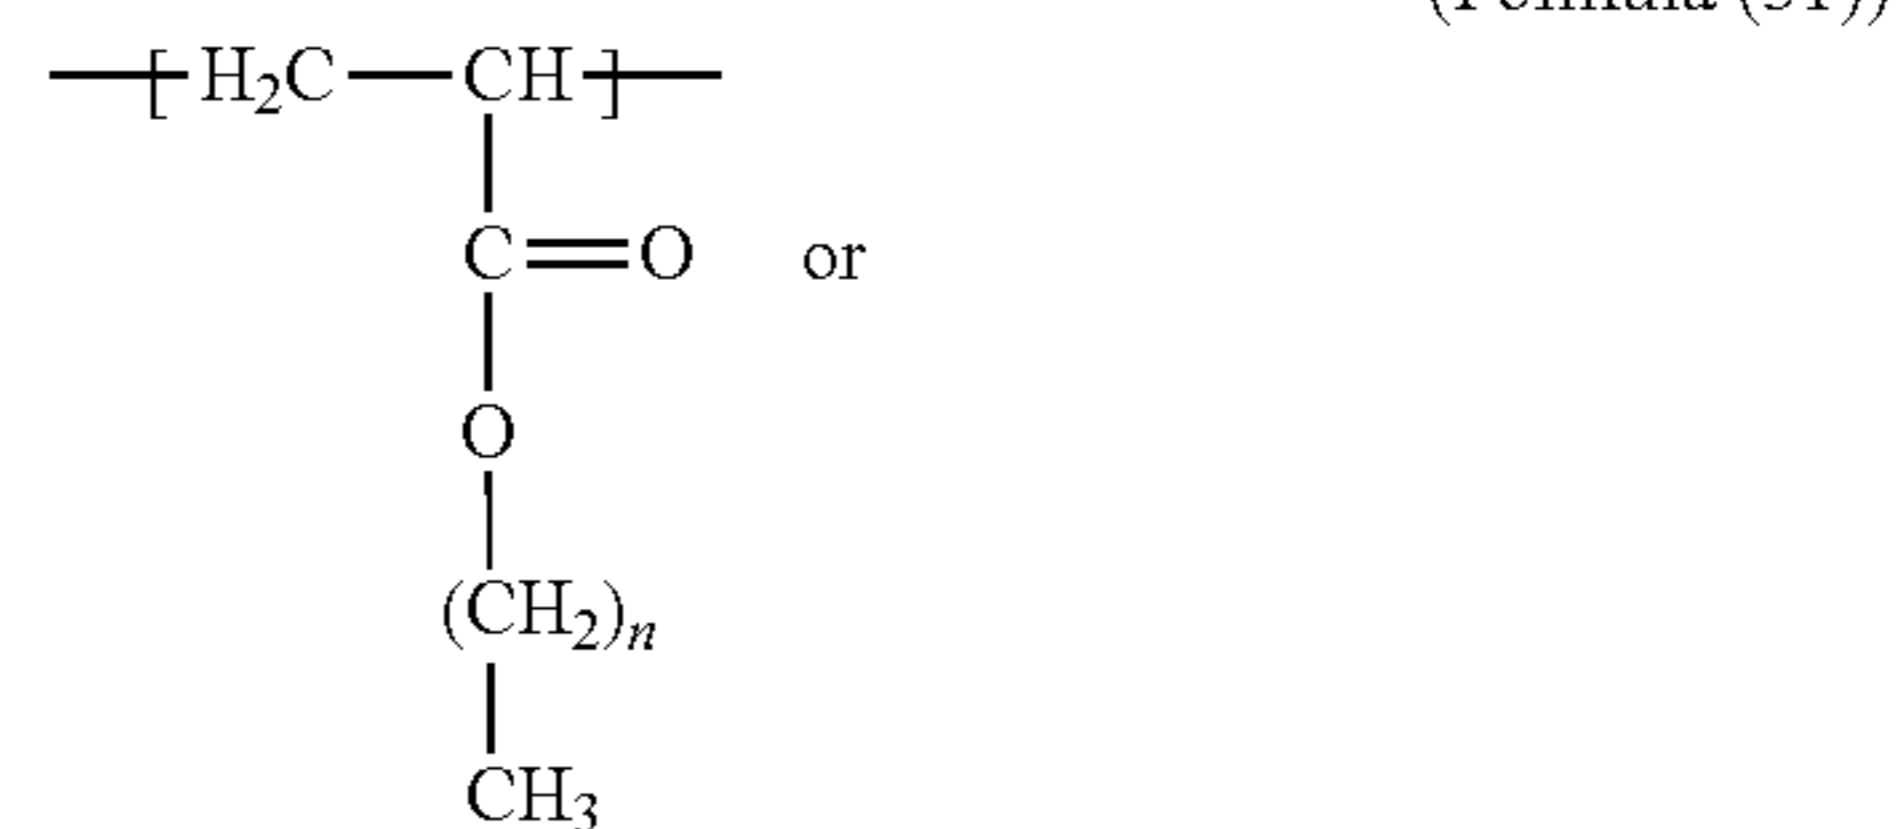 (Formula (31))
[ H₂C CH ]
C O or
O
(CH₂)n
CH₃